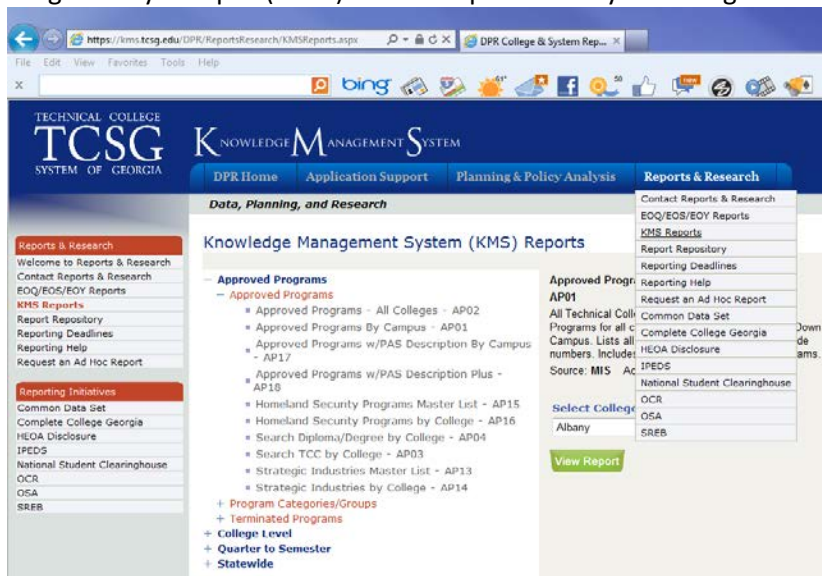 https://kms.tcsg.edu/DPR/ReportsResearch/KMSReports.aspx
DPR College & System Rep...
File Edit View Favorites Tools Help
x
bing
61°
new
50
TECHNICAL COLLEGE
TCSG
SYSTEM OF GEORGIA
KNOWLEDGE MANAGEMENT SYSTEM
DPR Home Application Support Planning & Policy Analysis Reports & Research
Data, Planning, and Research
Contact Reports & Research
EOQ/EOS/EOY Reports
KMS Reports
Report Repository
Reporting Deadlines
Reporting Help
Request an Ad Hoc Report
Common Data Set
Complete College Georgia
HEOA Disclosure
IPEDS
National Student Clearinghouse
OCR
OSA
SREB
Reports & Research
Welcome to Reports & Research
Contact Reports & Research
EOQ/EOS/EOY Reports
KMS Reports
Report Repository
Reporting Deadlines
Reporting Help
Request an Ad Hoc Report
Reporting Initiatives
Common Data Set
Complete College Georgia
HEOA Disclosure
IPEDS
National Student Clearinghouse
OCR
OSA
SREB
Knowledge Management System (KMS) Reports
− Approved Programs
− Approved Programs
Approved Programs - All Colleges - AP02
Approved Programs By Campus - AP01
Approved Programs w/PAS Description By Campus
- AP17
Approved Programs w/PAS Description Plus -
AP18
Homeland Security Programs Master List - AP15
Homeland Security Programs by College - AP16
Search Diploma/Degree by College - AP04
Search TCC by College - AP03
Strategic Industries Master List - AP13
Strategic Industries by College - AP14
+ Program Categories/Groups
+ Terminated Programs
+ College Level
+ Quarter to Semester
+ Statewide
Approved
AP01
All Technical
Programs for all Down
Campus. Lists all de
numbers. Includes ams.
Source: MIS
Select
Albany
View Report